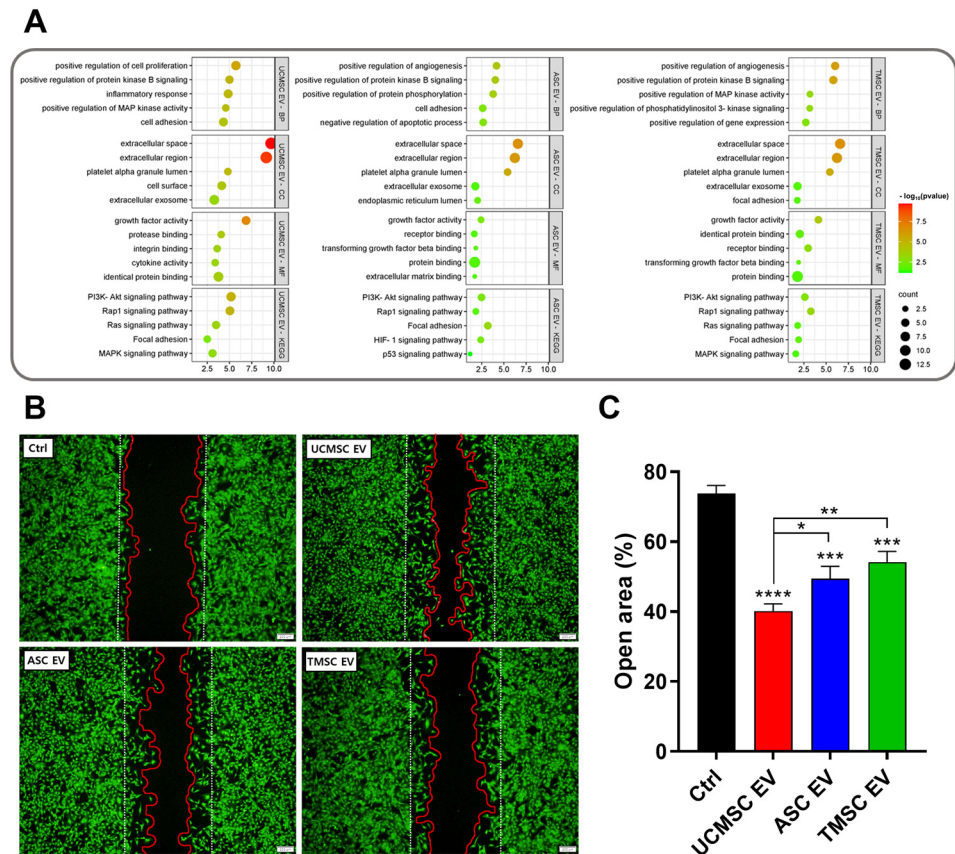 A
positive regulation of cell proliferation
positive regulation of protein kinase B signaling
inflammatory response
positive regulation of MAP kinase activity
cell adhesion
UCMSC EV - BP
extracellular space
extracellular region
platelet alpha granule lumen
cell surface
extracellular exosome
UCMSC EV - CC
growth factor activity
protease binding
integrin binding
cytokine activity
identical protein binding
UCMSC EV - MF
PI3K- Akt signaling pathway
Rap1 signaling pathway
Ras signaling pathway
Focal adhesion
MAPK signaling pathway
UCMSC EV - KEGG
2.5 5.0 7.5 10.0
positive regulation of angiogenesis
positive regulation of protein kinase B signaling
positive regulation of protein phosphorylation
cell adhesion
negative regulation of apoptotic process
ASC EV - BP
extracellular space
extracellular region
platelet alpha granule lumen
extracellular exosome
endoplasmic reticulum lumen
ASC EV - CC
growth factor activity
receptor binding
transforming growth factor beta binding
protein binding
extracellular matrix binding
ASC EV - MF
PI3K- Akt signaling pathway
Rap1 signaling pathway
Focal adhesion
HIF- 1 signaling pathway
p53 signaling pathway
ASC EV - KEGG
2.5 5.0 7.5 10.0
positive regulation of angiogenesis
positive regulation of protein kinase B signaling
positive regulation of MAP kinase activity
positive regulation of phosphatidylinositol 3- kinase signaling
positive regulation of gene expression
TMSC EV - BP
extracellular space
extracellular region
platelet alpha granule lumen
extracellular exosome
focal adhesion
TMSC EV - CC
growth factor activity
identical protein binding
receptor binding
transforming growth factor beta binding
protein binding
TMSC EV - MF
PI3K- Akt signaling pathway
Rap1 signaling pathway
Ras signaling pathway
Focal adhesion
MAPK signaling pathway
TMSC EV - KEGG
2.5 5.0 7.5 10.0
- log₁₀(pvalue)
7.5
5.0
2.5
count
2.5
5.0
7.5
10.0
12.5
B
Ctrl
UCMSC EV
ASC EV
TMSC EV
C
Open area (%)
80
60
40
20
0
**
*
****
***
***
Ctrl
UCMSC EV
ASC EV
TMSC EV